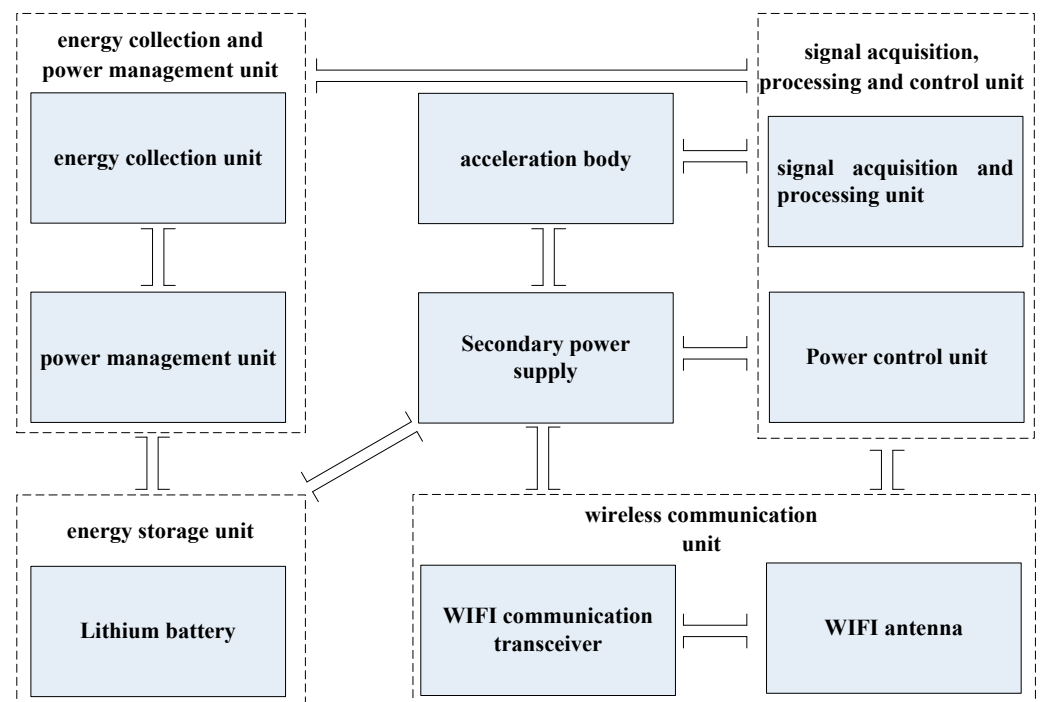 energy collection and
power management unit
energy collection unit
power management unit
acceleration body
Secondary power
supply
signal acquisition,
processing and control unit
signal acquisition and
processing unit
Power control unit
energy storage unit
Lithium battery
wireless communication
unit
WIFI communication
transceiver
WIFI antenna